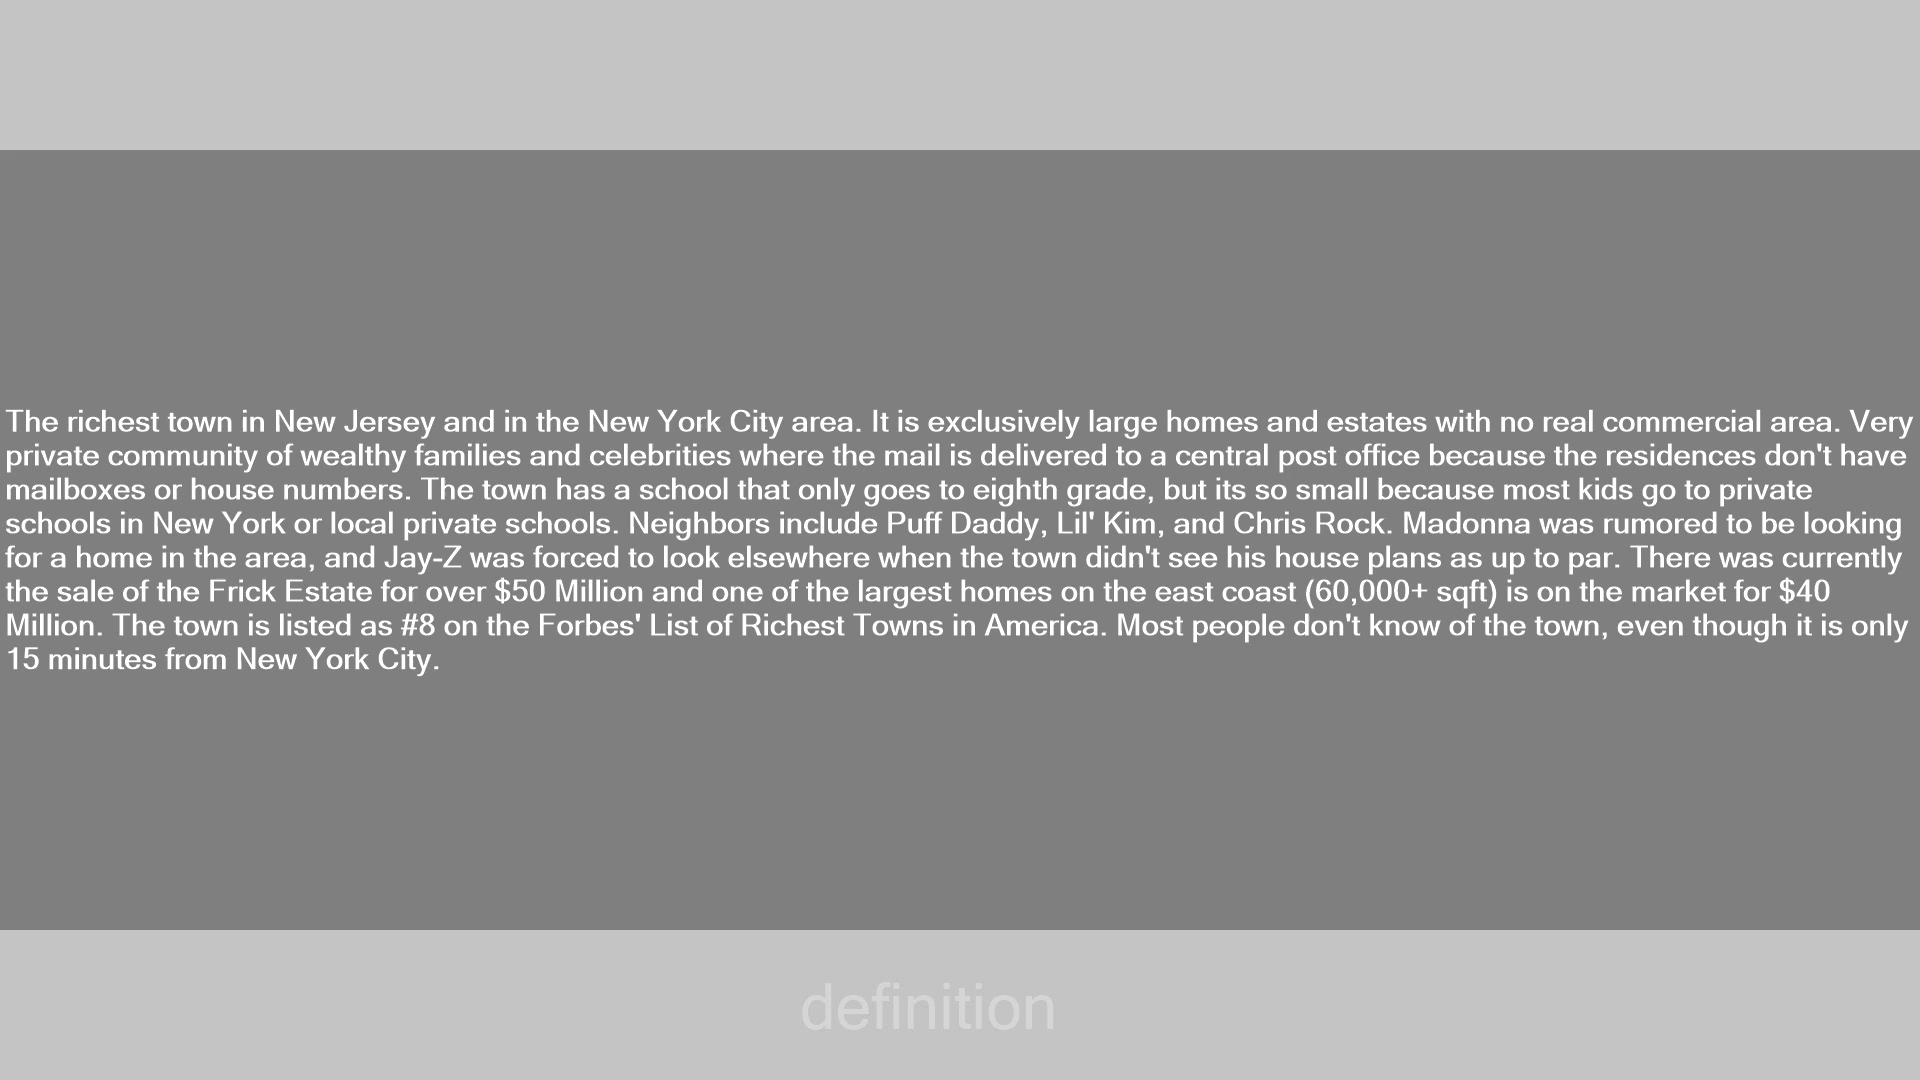 The richest town in New Jersey and in the New York City area. It is exclusively large homes and estates with no real commercial area. Very
private community of wealthy families and celebrities where the mail is delivered to a central post office because the residences don't have
mailboxes or house numbers. The town has a school that only goes to eighth grade, but its so small because most kids go to private
schools in New York or local private schools. Neighbors include Puff Daddy, Lil' Kim, and Chris Rock. Madonna was rumored to be looking
for a home in the area, and Jay-Z was forced to look elsewhere when the town didn't see his house plans as up to par. There was currently
the sale of the Frick Estate for over $50 Million and one of the largest homes on the east coast (60,000+ sqft) is on the market for $40
Million. The town is listed as #8 on the Forbes' List of Richest Towns in America. Most people don't know of the town, even though it is only
15 minutes from New York City.
definition